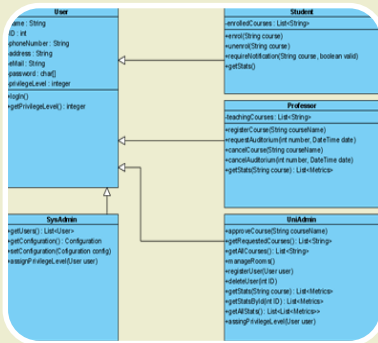 User
-name : String
-ID : int
-phoneNumber : String
-address : String
-eMail : String
-password : char[]
-privilegeLevel : integer
+login()
+getPrivilegeLevel() : integer
Student
-enrolledCourses : List<String>
+enrol(String course)
+unenrol(String course)
+requireNotification(String course, boolean valid)
+getStats()
Professor
-teachingCourses : List<String>
+registerCourse(String courseName)
+requestAuditorium(int number, DateTime date)
+cancelCourse(String courseName)
+cancelAuditorium(int number, DateTime date)
+getStats(String course) : List<Metrics>
SysAdmin
+getUsers() : List<User>
+getConfiguration() : Configuration
+setConfiguration(Cofiguration config)
+assignPrivilegeLevel(User user)
UniAdmin
+approveCourse(String courseName)
+getRequestedCourses() : List<String>
+getAllCourses() : List<String>
+manageRooms()
+registerUser(User user)
+deleteUser(int ID)
+getStats(String course) : List<Metrics>
+getStatsById(int ID) : List<Metrics>
+getAllStats() : List<List<Metrics>>
+assingPrivilegeLevel(User user)